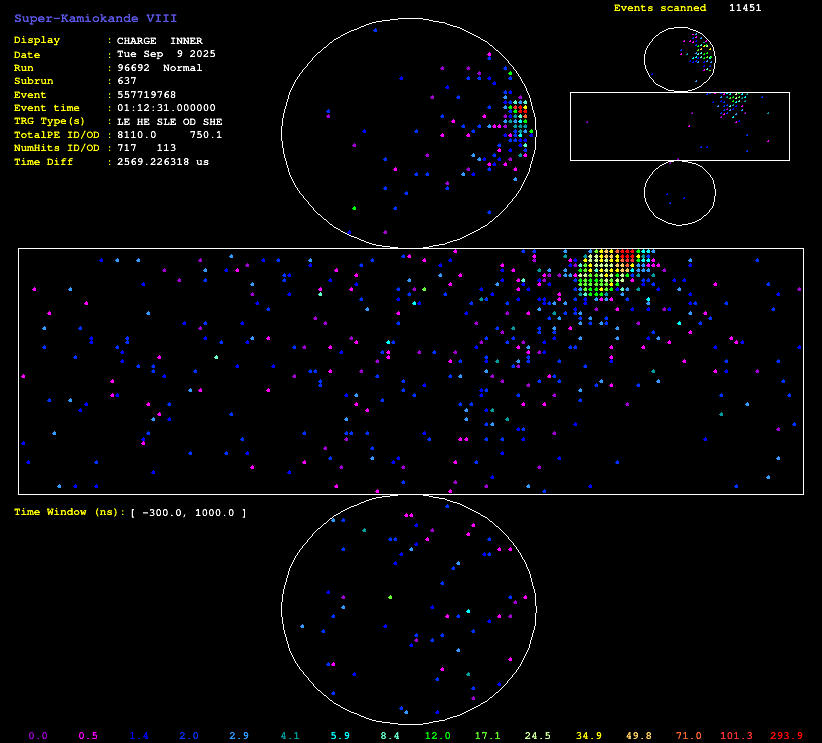 Super-Kamiokande VIII
Events scanned 11451
Display : CHARGE INNER
Date : Tue Sep 9 2025
Run : 96692 Normal
Subrun : 637
Event : 557719768
Event time : 01:12:31.000000
TRG Type(s) : LE HE SLE OD SHE
TotalPE ID/OD : 8110.0 750.1
NumHits ID/OD : 717 113
Time Diff : 2569.226318 us
Time Window (ns): [ -300.0, 1000.0 ]
0.0 0.5 1.4 2.0 2.9 4.1 5.9 8.4 12.0 17.1 24.5 34.9 49.8 71.0 101.3 293.9